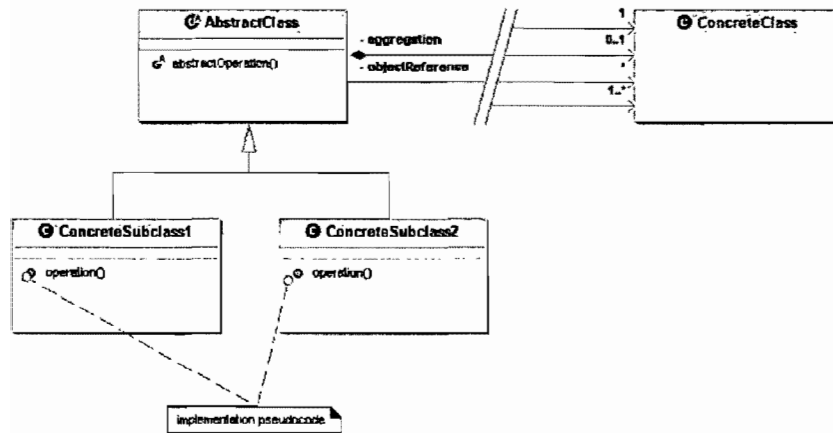 AbstractClass
abstractOperation()
- aggregation
- objectReference
1
0..1
*
1..*
ConcreteClass
ConcreteSubclass1
operation()
ConcreteSubclass2
operation()
implementation pseudocode